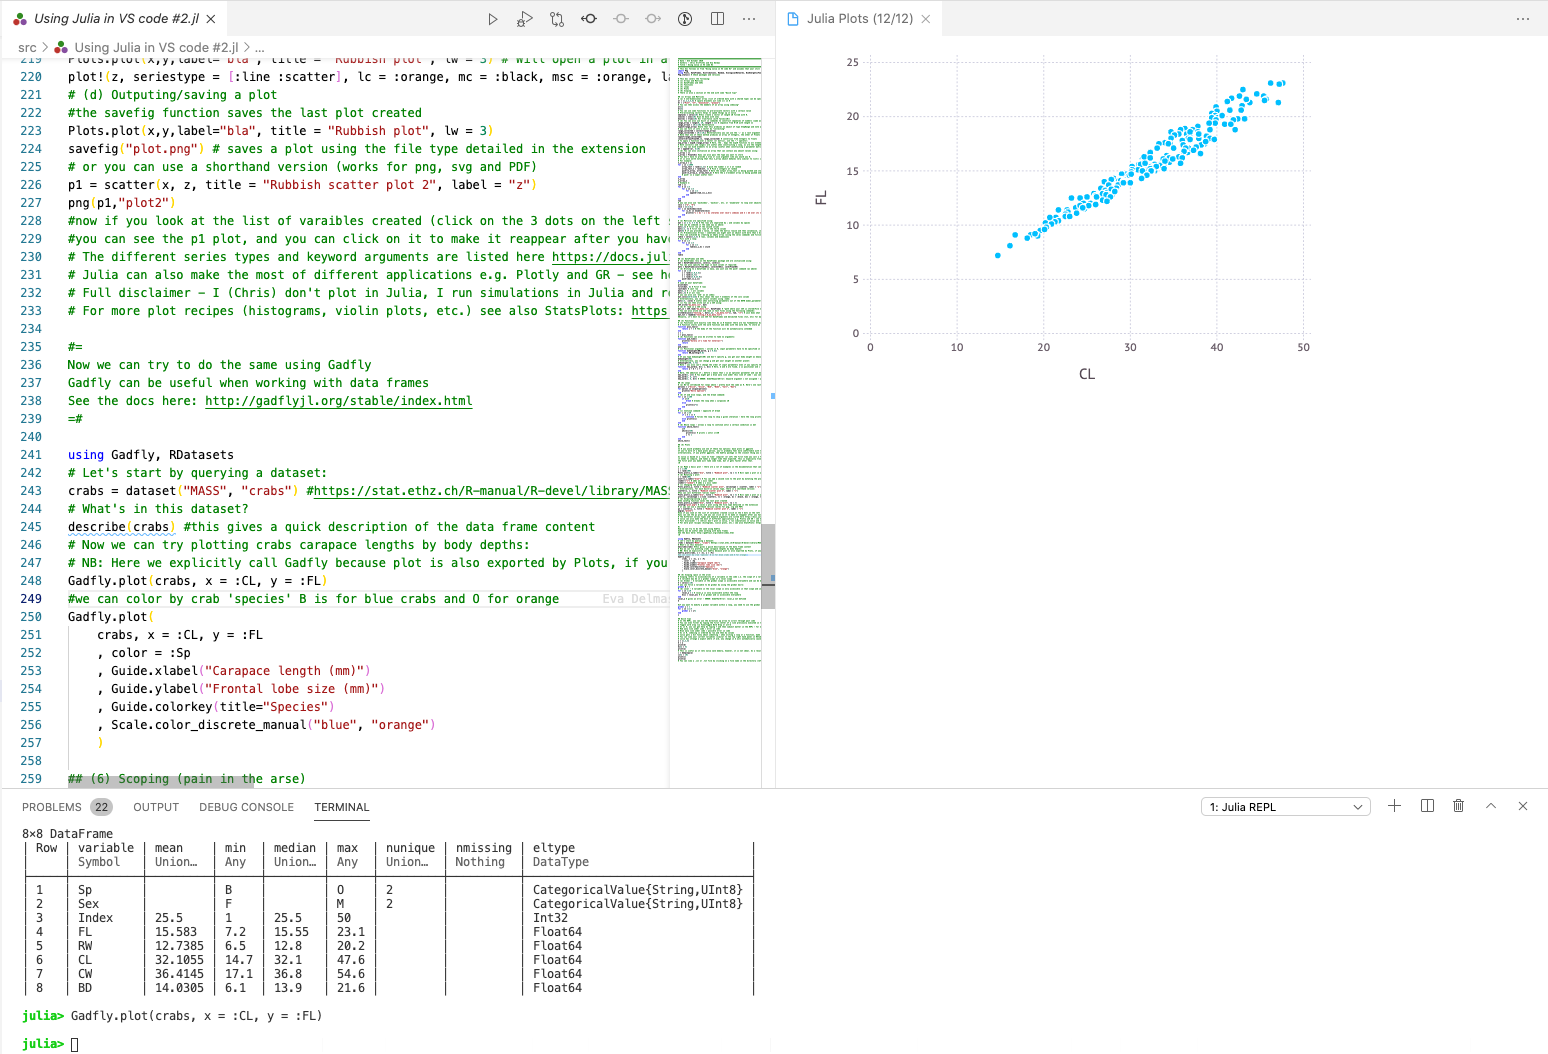 Using Julia in VS code #2.jl
Julia Plots (12/12)
src > Using Julia in VS code #2.jl > ...
219 Plots.plot(x,y,label="bla", title = "Rubbish plot", lw = 3) # Will open a plot in a
220 plot!(z, seriestype = [:line :scatter], lc = :orange, mc = :black, msc = :orange, la
221 # (d) Outputing/saving a plot
222 #the savefig function saves the last plot created
223 Plots.plot(x,y,label="bla", title = "Rubbish plot", lw = 3)
224 savefig("plot.png") # saves a plot using the file type detailed in the extension
225 # or you can use a shorthand version (works for png, svg and PDF)
226 p1 = scatter(x, z, title = "Rubbish scatter plot 2", label = "z")
227 png(p1,"plot2")
228 #now if you look at the list of varaibles created (click on the 3 dots on the left s
229 #you can see the p1 plot, and you can click on it to make it reappear after you have
230 # The different series types and keyword arguments are listed here https://docs.jul
231 # Julia can also make the most of different applications e.g. Plotly and GR – see he
232 # Full disclaimer – I (Chris) don't plot in Julia, I run simulations in Julia and re
233 # For more plot recipes (histograms, violin plots, etc.) see also StatsPlots: https
234
235 #=
236 Now we can try to do the same using Gadfly
237 Gadfly can be useful when working with data frames
238 See the docs here: http://gadflyjl.org/stable/index.html
239 =#
240
241 using Gadfly, RDatasets
242 # Let's start by querying a dataset:
243 crabs = dataset("MASS", "crabs") #https://stat.ethz.ch/R-manual/R-devel/library/MAS
244 # What's in this dataset?
245 describe(crabs) #this gives a quick description of the data frame content
246 # Now we can try plotting crabs carapace lengths by body depths:
247 # NB: Here we explicitly call Gadfly because plot is also exported by Plots, if you
248 Gadfly.plot(crabs, x = :CL, y = :FL)
249 #we can color by crab 'species' B is for blue crabs and O for orange Eva Delmas
250 Gadfly.plot(
251 crabs, x = :CL, y = :FL
252 , color = :Sp
253 , Guide.xlabel("Carapace length (mm)")
254 , Guide.ylabel("Frontal lobe size (mm)")
255 , Guide.colorkey(title="Species")
256 , Scale.color_discrete_manual("blue", "orange")
257 )
258
259 ## (6) Scoping (pain in the arse)
25
20
15
10
5
0
FL
0 10 20 30 40 50
CL
PROBLEMS 22 OUTPUT DEBUG CONSOLE TERMINAL
1: Julia REPL
8×8 DataFrame
Row variable mean min median max nunique nmissing eltype
Symbol Union… Any Union… Any Union… Nothing DataType
1 Sp B O 2 CategoricalValue{String,UInt8}
2 Sex F M 2 CategoricalValue{String,UInt8}
3 Index 25.5 1 25.5 50 Int32
4 FL 15.583 7.2 15.55 23.1 Float64
5 RW 12.7385 6.5 12.8 20.2 Float64
6 CL 32.1055 14.7 32.1 47.6 Float64
7 CW 36.4145 17.1 36.8 54.6 Float64
8 BD 14.0305 6.1 13.9 21.6 Float64
julia> Gadfly.plot(crabs, x = :CL, y = :FL)
julia>